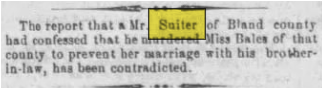 The report that a Mr. Suiter of Bland county
had confessed that he murdered Miss Bales of that
county to prevent her marriage with his brother-
in-law, has been contradicted.